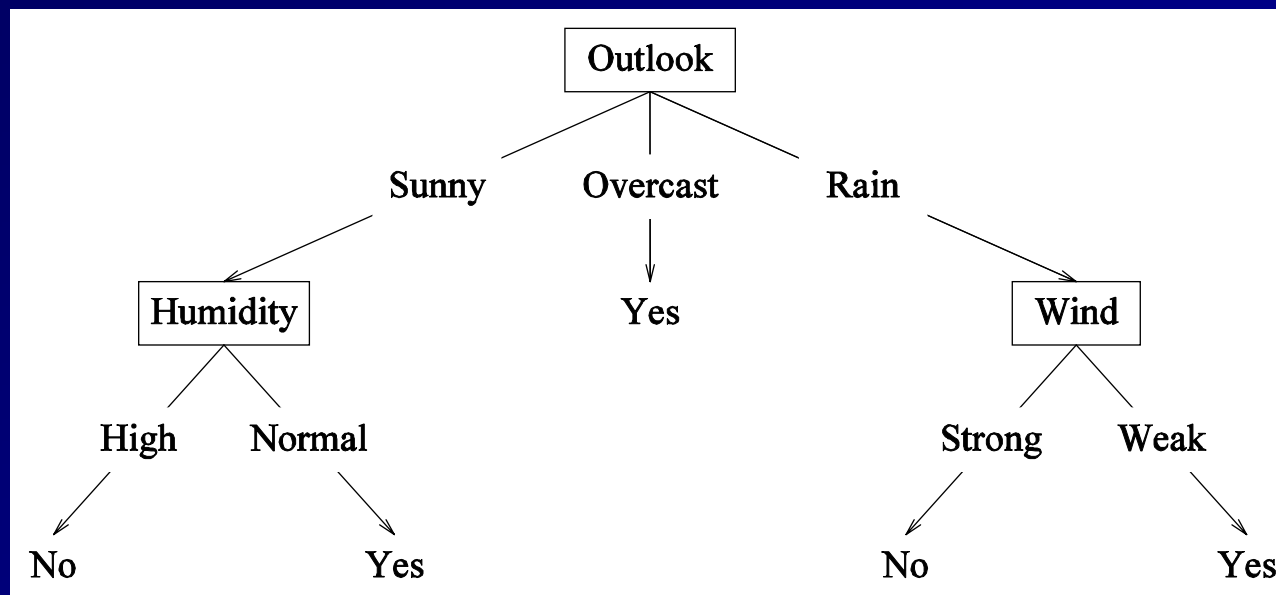 Outlook
Sunny Overcast Rain
Humidity Yes Wind
High Normal Strong Weak
No Yes No Yes